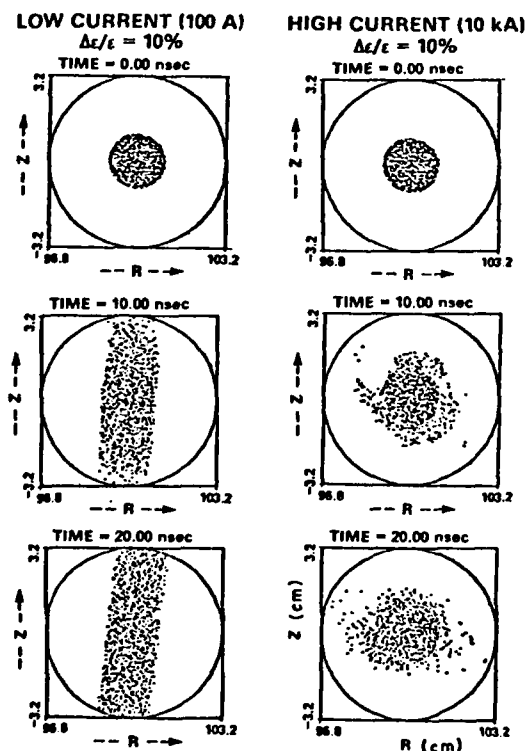 LOW CURRENT (100 A)
Δε/ε = 10%
TIME = 0.00 nsec
3.2
-- Z -->
-3.2
96.8
103.2
-- R -->
TIME = 10.00 nsec
3.2
-- Z -->
-3.2
96.8
103.2
-- R -->
TIME = 20.00 nsec
3.2
-- Z -->
-3.2
96.8
103.2
-- R -->
HIGH CURRENT (10 kA)
Δε/ε = 10%
TIME = 0.00 nsec
3.2
-- Z -->
-3.2
96.8
103.2
-- R -->
TIME = 10.00 nsec
3.2
-- Z -->
-3.2
96.8
103.2
-- R -->
TIME = 20.00 nsec
3.2
Z (cm)
-3.2
96.8
103.2
R (cm)